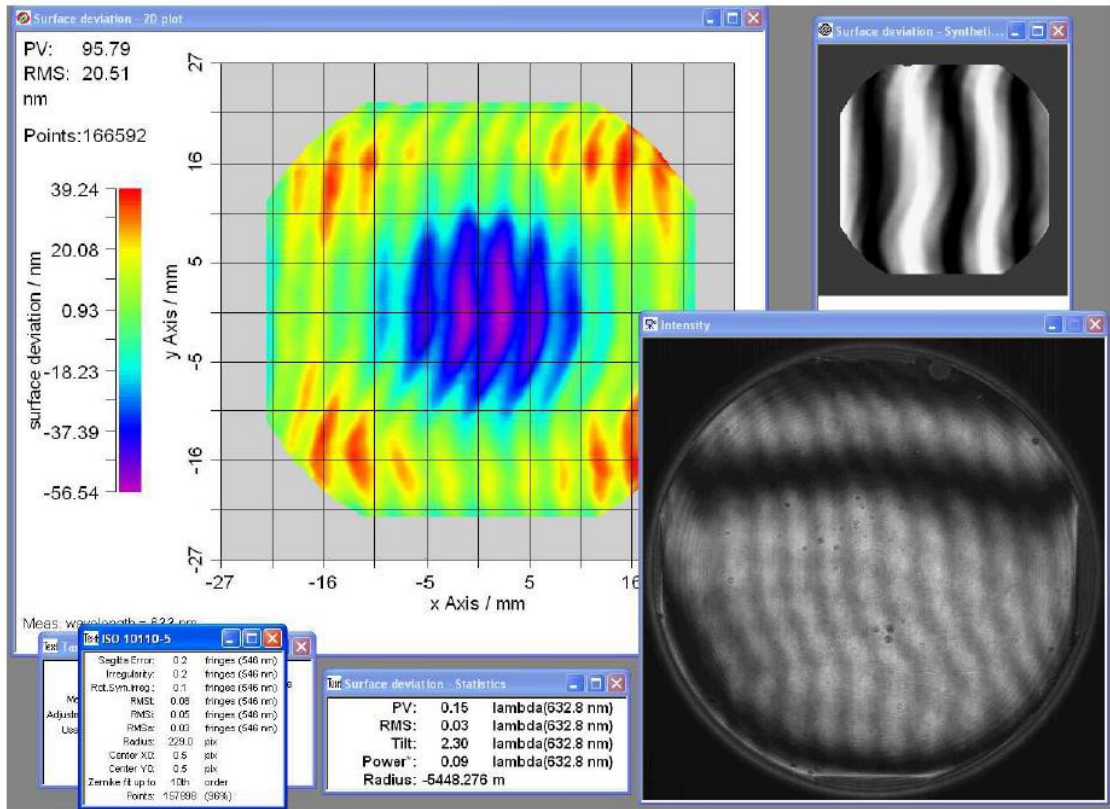 Surface deviation - 2D plot
PV: 95.79
RMS: 20.51
nm
Points:166592
39.24
20.08
0.93
-18.23
-37.39
-56.54
surface deviation / nm
27
16
5
-5
-16
-27
y Axis / mm
-27
-16
-5
5
16
x Axis / mm
Meas. wavelength = 633 nm
Surface deviation - Syntheti...
Intensity
Text
Text ISO 10110-5
Sagitta Error: 0.2 fringes (546 nm)
Irregularity: 0.2 fringes (546 nm)
Rot.Sym.Irreg.: 0.1 fringes (546 nm)
RMSt: 0.08 fringes (546 nm)
RMSi: 0.05 fringes (546 nm)
RMSa: 0.03 fringes (546 nm)
Radius: 229.0 pix
Center X0: 0.5 pix
Center Y0: 0.5 pix
Zernike fit up to 10th order
Points: 157898 (96%)
Text Surface deviation - Statistics
PV: 0.15 lambda(632.8 nm)
RMS: 0.03 lambda(632.8 nm)
Tilt: 2.30 lambda(632.8 nm)
Power*: 0.09 lambda(632.8 nm)
Radius: -5448.276 m